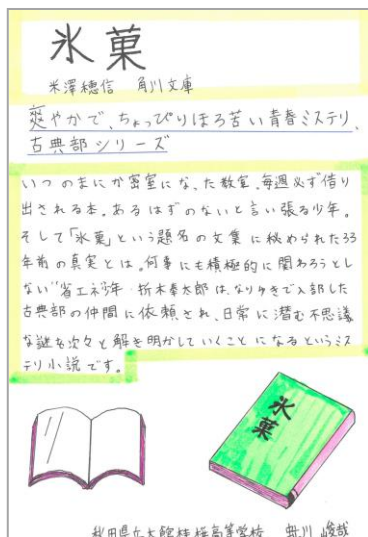 氷菓
米澤穂信 角川文庫
爽やかで、ちょっぴりほろ苦い青春ミステリ、
古典部シリーズ
いつのまにか密室になった教室。毎週必ず借り
出される本。あるはずのないと言い張る少年。
そして「氷菓」という題名の文集に秘められた33
年前の真実とは。何事にも積極的に関わろうとし
ない"省エネ"少年・折木奉太郎は、なりゆきで入部した
古典部の仲間に依頼され、日常に潜む不思議
な謎を次々と解き明かしていくことになるというミス
テリ小説です。
氷菓
秋田県立大館桂桜高等学校 川 峻哉